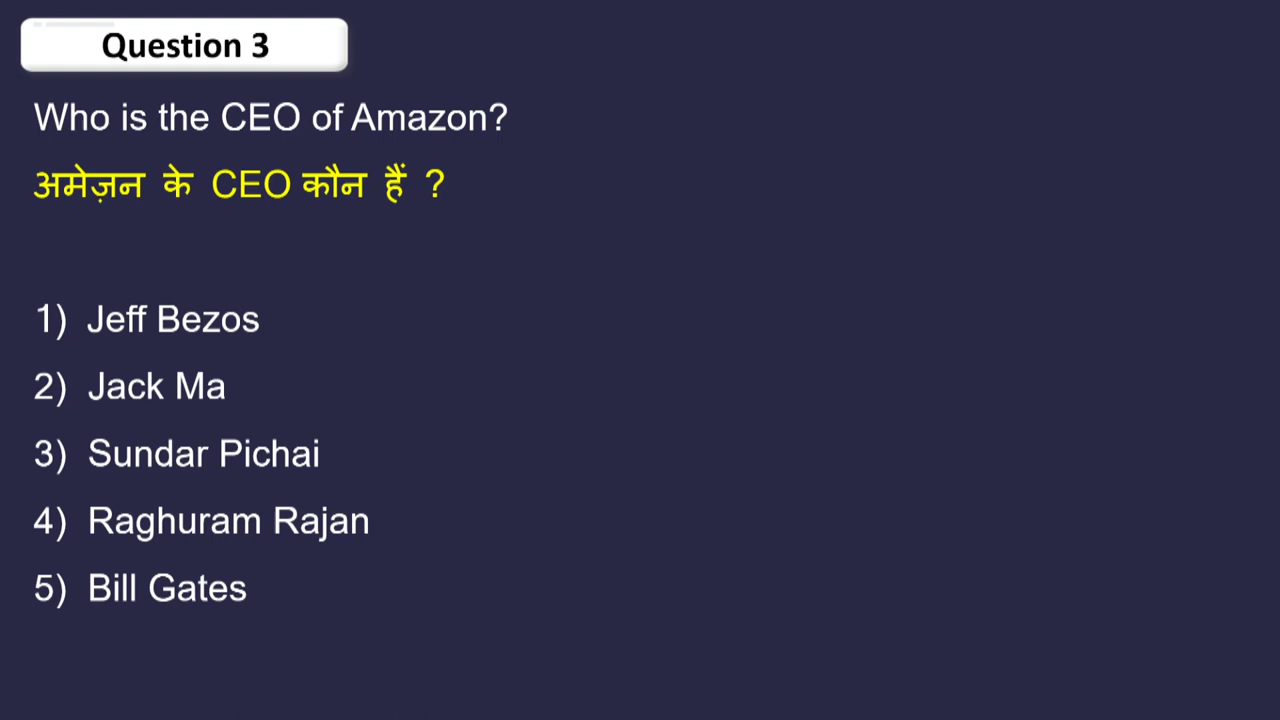 Question 3
Who is the CEO of Amazon?
अमेज़न के CEO कौन हैं ?
1) Jeff Bezos
2) Jack Ma
3) Sundar Pichai
4) Raghuram Rajan
5) Bill Gates